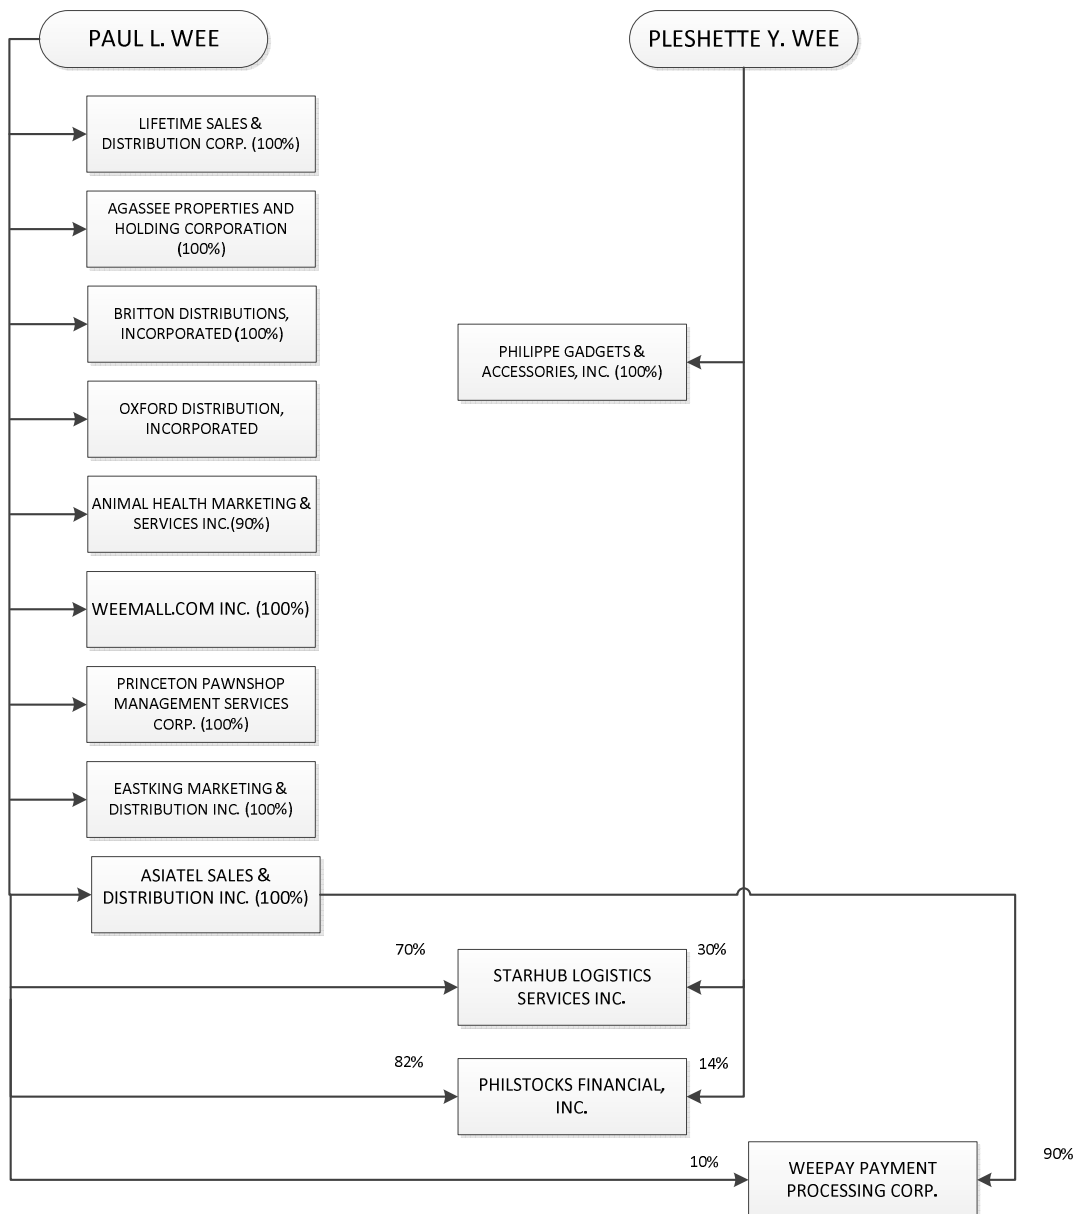 PAUL L. WEE
PLESHETTE Y. WEE
LIFETIME SALES &
DISTRIBUTION CORP. (100%)
AGASSEE PROPERTIES AND
HOLDING CORPORATION
(100%)
BRITTON DISTRIBUTIONS,
INCORPORATED (100%)
PHILIPPE GADGETS &
ACCESSORIES, INC. (100%)
OXFORD DISTRIBUTION,
INCORPORATED
ANIMAL HEALTH MARKETING &
SERVICES INC.(90%)
WEEMALL.COM INC. (100%)
PRINCETON PAWNSHOP
MANAGEMENT SERVICES
CORP. (100%)
EASTKING MARKETING &
DISTRIBUTION INC. (100%)
ASIATEL SALES &
DISTRIBUTION INC. (100%)
70%
30%
STARHUB LOGISTICS
SERVICES INC.
82%
14%
PHILSTOCKS FINANCIAL,
INC.
10%
90%
WEEPAY PAYMENT
PROCESSING CORP.